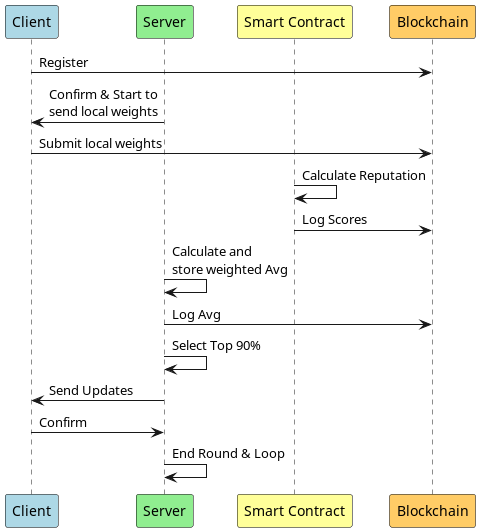 Client
Server
Smart Contract
Blockchain
Register
Confirm & Start to
send local weights
Submit local weights
Calculate Reputation
Log Scores
Calculate and
store weighted Avg
Log Avg
Select Top 90%
Send Updates
Confirm
End Round & Loop
Client
Server
Smart Contract
Blockchain